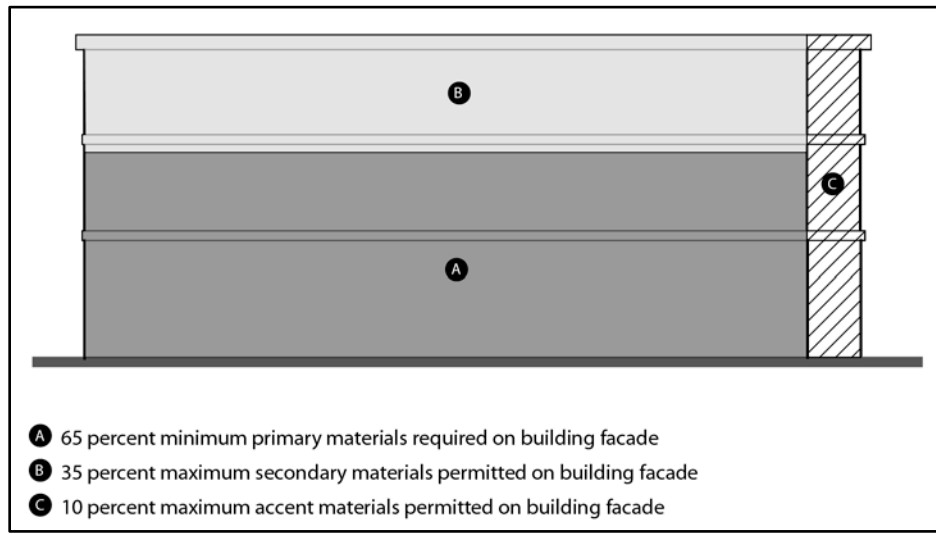 B
C
A
A 65 percent minimum primary materials required on building facade
B 35 percent maximum secondary materials permitted on building facade
C 10 percent maximum accent materials permitted on building facade